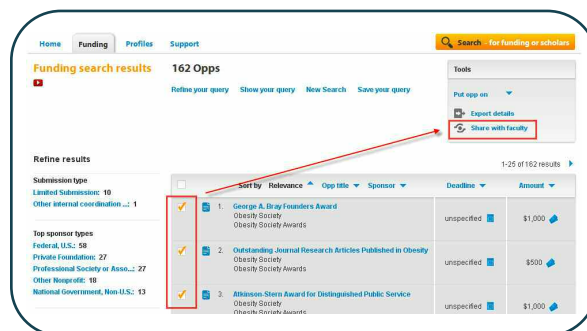 Home Funding Profiles Support
Search for funding or scholars
Funding search results
162 Opps
Refine your query Show your query New Search Save your query
Tools
Put opp on
Export details
Share with faculty
Refine results
1-25 of 162 results
Submission type
Limited Submission: 10
Other internal coordination ...: 1
Sort by Relevance Opp title Sponsor Deadline Amount
Top sponsor types
Federal, U.S.: 58
Private Foundation: 27
Professional Society or Asso...: 27
Other Nonprofit: 18
National Government, Non-U.S.: 13
1. George A. Bray Founders Award
Obesity Society
Obesity Society Awards
unspecified $1,000
2. Outstanding Journal Research Articles Published in Obesity
Obesity Society
Obesity Society Awards
unspecified $500
3. Atkinson-Stern Award for Distinguished Public Service
Obesity Society
Obesity Society Awards
unspecified $1,000